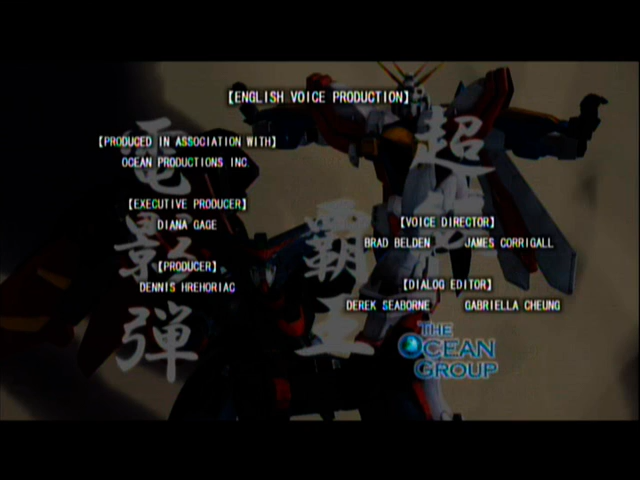 【ENGLISH VOICE PRODUCTION】
【PRODUCED IN ASSOCIATION WITH】
OCEAN PRODUCTIONS INC.
【EXECUTIVE PRODUCER】
DIANA GAGE
【PRODUCER】
DENNIS HREHORIAC
【VOICE DIRECTOR】
BRAD BELDEN JAMES CORRIGALL
【DIALOG EDITOR】
DEREK SEABORNE GABRIELLA CHEUNG
THE
OCEAN
GROUP
超
覇王
電影弾